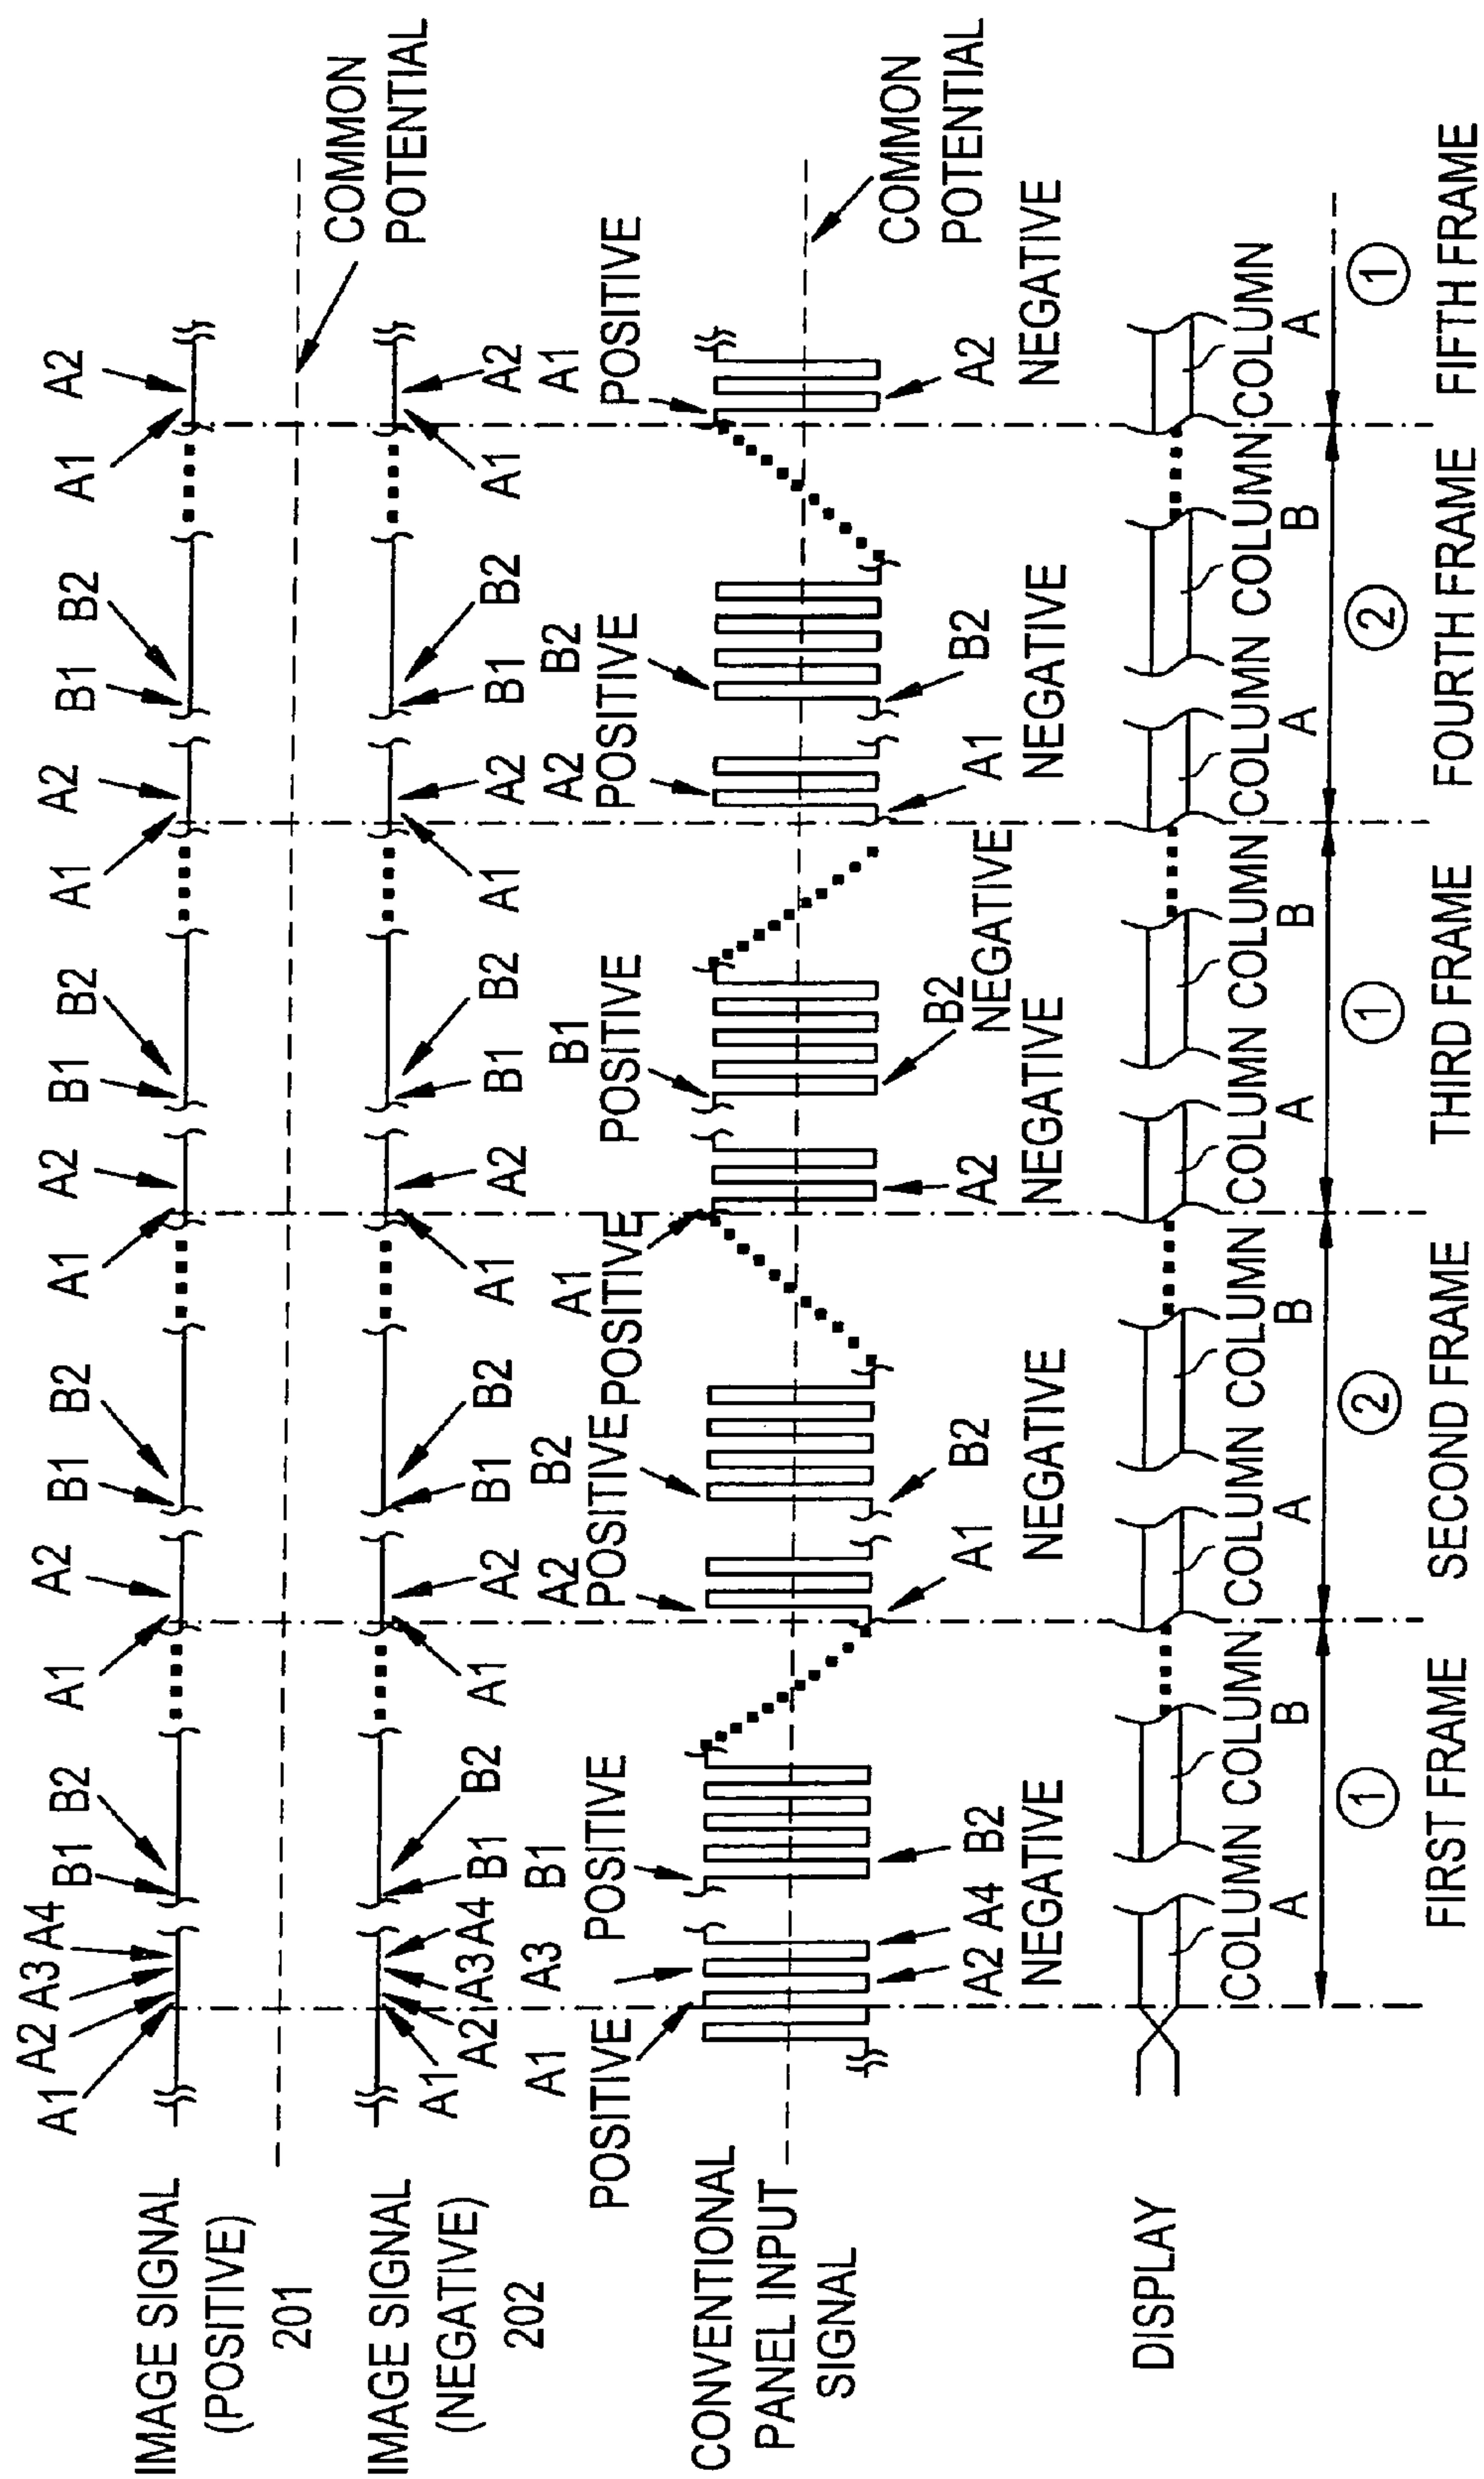 A1
A2
A3
A4
B1
B2
A1
A2
B1
B2
A1
A2
B1
B2
A1
A2
B1
B2
A1
A2
IMAGE SIGNAL
(POSITIVE)
201
COMMON
POTENTIAL
IMAGE SIGNAL
(NEGATIVE)
202
A1
A2
A3
A4
B1
B2
A1
A2
B1
B2
A1
A2
B1
B2
A1
A2
B1
B2
A1
A2
A1
POSITIVE
A3
B1
POSITIVE
A2
POSITIVE
B2
POSITIVE
A1
POSITIVE
B1
POSITIVE
A2
POSITIVE
B2
A1
POSITIVE
CONVENTIONAL
PANEL INPUT
SIGNAL
COMMON
POTENTIAL
A2
A4
B2
NEGATIVE
A1
B2
NEGATIVE
A2
NEGATIVE
B2
NEGATIVE
A1
B2
NEGATIVE
A2
NEGATIVE
DISPLAY
COLUMN
A
COLUMN
B
COLUMN
A
COLUMN
B
COLUMN
A
COLUMN
B
COLUMN
A
COLUMN
B
COLUMN
A
①
②
①
②
①
FIRST FRAME
SECOND FRAME
THIRD FRAME
FOURTH FRAME
FIFTH FRAME